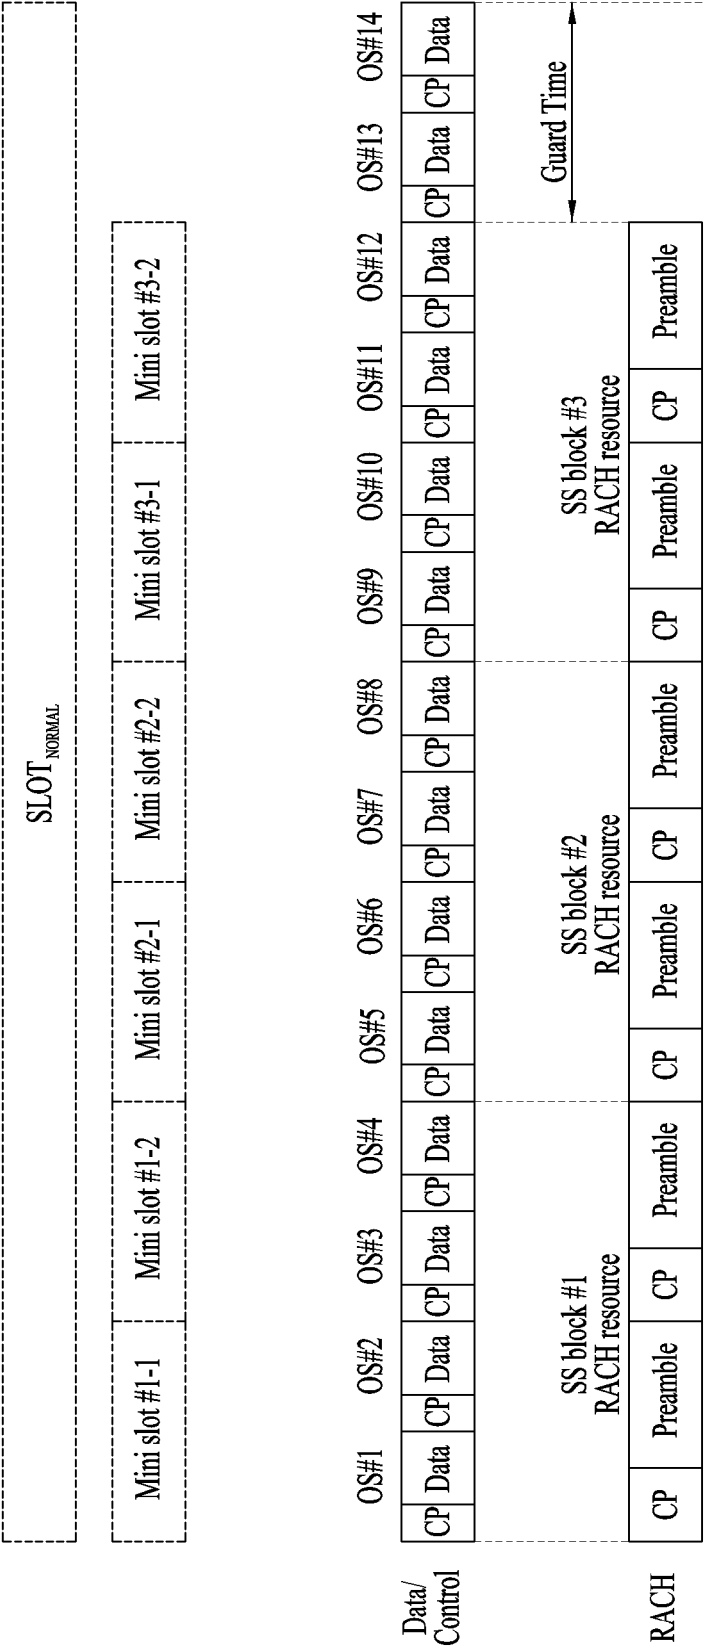 SLOT NORMAL
Mini slot #1-1
Mini slot #1-2
Mini slot #2-1
Mini slot #2-2
Mini slot #3-1
Mini slot #3-2
OS#1
OS#2
OS#3
OS#4
OS#5
OS#6
OS#7
OS#8
OS#9
OS#10
OS#11
OS#12
OS#13
OS#14
Data/
Control
CP
Data
CP
Data
CP
Data
CP
Data
CP
Data
CP
Data
CP
Data
CP
Data
CP
Data
CP
Data
CP
Data
CP
Data
CP
Data
CP
Data
SS block #1
RACH resource
SS block #2
RACH resource
SS block #3
RACH resource
Guard Time
RACH
CP
Preamble
CP
Preamble
CP
Preamble
CP
Preamble
CP
Preamble
CP
Preamble